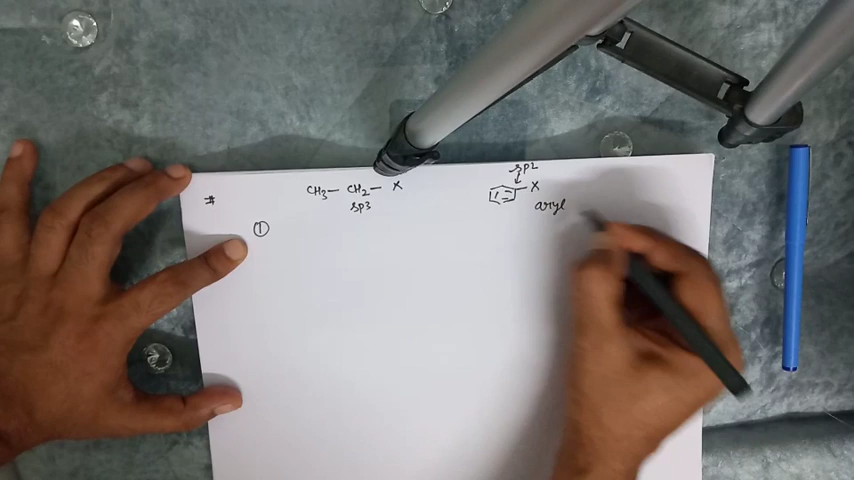 sp2
# CH3- CH2- X X
sp3 aryl
①